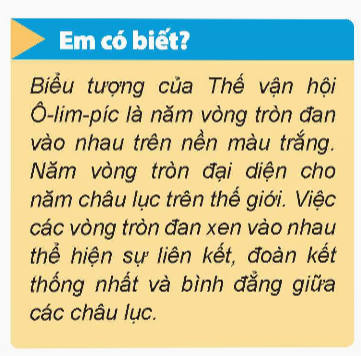 Em có biết?
Biểu tượng của Thế vận hội
Ô-lim-píc là năm vòng tròn đan
vào nhau trên nền màu trắng.
Năm vòng tròn đại diện cho
năm châu lục trên thế giới. Việc
các vòng tròn đan xen vào nhau
thể hiện sự liên kết, đoàn kết
thống nhất và bình đẳng giữa
các châu lục.